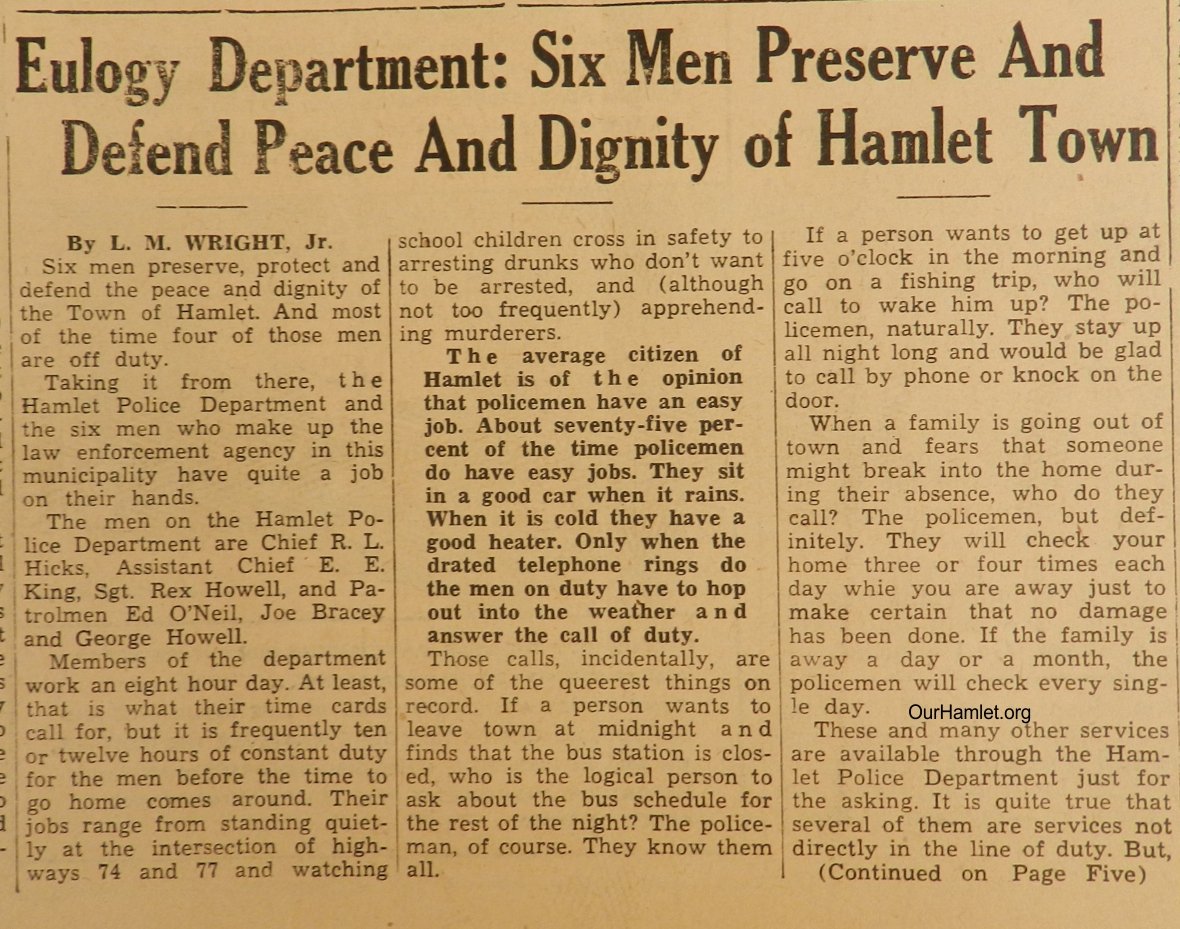 Eulogy Department: Six Men Preserve And
Defend Peace And Dignity of Hamlet Town
By L. M. WRIGHT, Jr.
Six men preserve, protect and
defend the peace and dignity of
the Town of Hamlet. And most
of the time four of those men
are off duty.
Taking it from there, the
Hamlet Police Department and
the six men who make up the
law enforcement agency in this
municipality have quite a job
on their hands.
The men on the Hamlet Po-
lice Department are Chief R. L.
Hicks, Assistant Chief E. E.
King, Sgt. Rex Howell, and Pa-
trolmen Ed O'Neil, Joe Bracey
and George Howell.
Members of the department
work an eight hour day. At least,
that is what their time cards
call for, but it is frequently ten
or twelve hours of constant duty
for the men before the time to
go home comes around. Their
jobs range from standing quiet-
ly at the intersection of high-
ways 74 and 77 and watching
school children cross in safety to
arresting drunks who don't want
to be arrested, and (although
not too frequently) apprehend-
ing murderers.
The average citizen of
Hamlet is of the opinion
that policemen have an easy
job. About seventy-five per-
cent of the time policemen
do have easy jobs. They sit
in a good car when it rains.
When it is cold they have a
good heater. Only when the
drated telephone rings do
the men on duty have to hop
out into the weather and
answer the call of duty.
Those calls, incidentally, are
some of the queerest things on
record. If a person wants to
leave town at midnight and
finds that the bus station is clos-
ed, who is the logical person to
ask about the bus schedule for
the rest of the night? The police-
man, of course. They know them
all.
If a person wants to get up at
five o'clock in the morning and
go on a fishing trip, who will
call to wake him up? The po-
licemen, naturally. They stay up
all night long and would be glad
to call by phone or knock on the
door.
When a family is going out of
town and fears that someone
might break into the home dur-
ing their absence, who do they
call? The policemen, but def-
initely. They will check your
home three or four times each
day whie you are away just to
make certain that no damage
has been done. If the family is
away a day or a month, the
policemen will check every sing-
le day.
OurHamlet.org
These and many other services
are available through the Ham-
let Police Department just for
the asking. It is quite true that
several of them are services not
directly in the line of duty. But,
(Continued on Page Five)